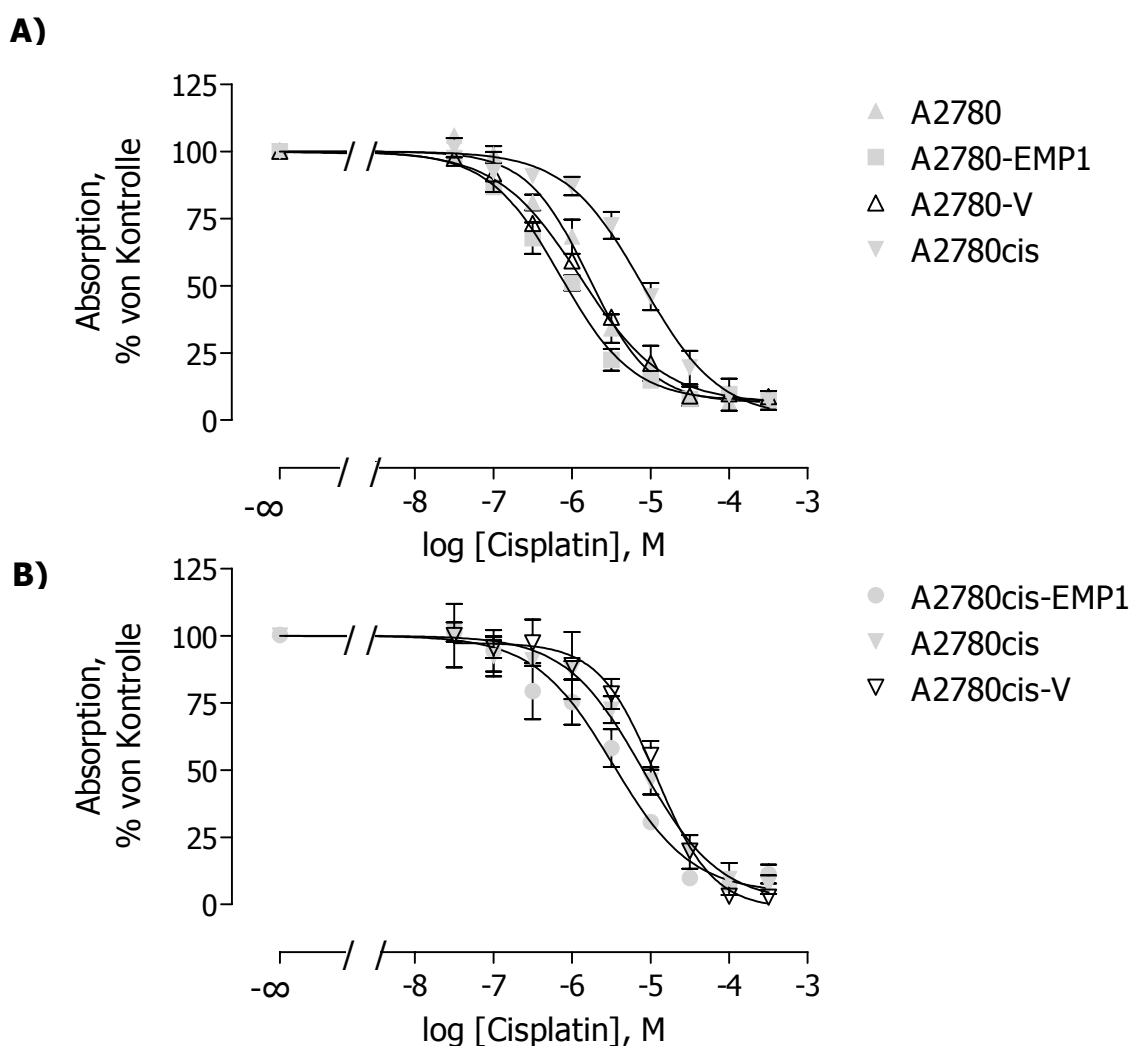 A)
125
100
75
50
25
0
Absorption,
% von Kontrolle
A2780
A2780-EMP1
A2780-V
A2780cis
-∞
-8
-7
-6
-5
-4
-3
log [Cisplatin], M
B)
125
100
75
50
25
0
Absorption,
% von Kontrolle
A2780cis-EMP1
A2780cis
A2780cis-V
-∞
-8
-7
-6
-5
-4
-3
log [Cisplatin], M